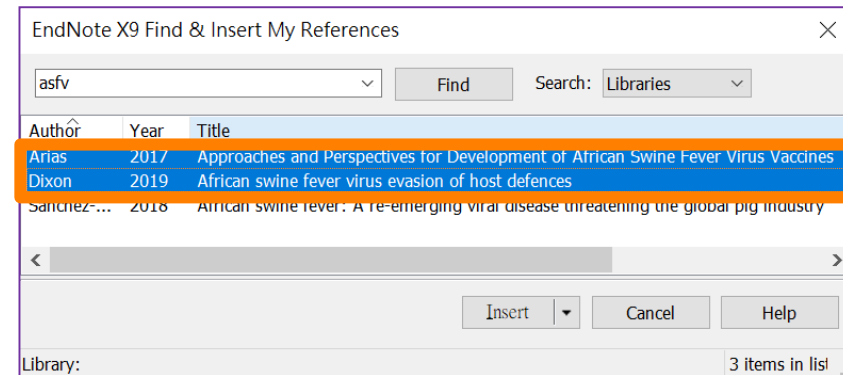 EndNote X9 Find & Insert My References
asfv Find Search: Libraries
Author Year Title
Arias 2017 Approaches and Perspectives for Development of African Swine Fever Virus Vaccines
Dixon 2019 African swine fever virus evasion of host defences
Sanchez-... 2018 African swine fever: A re-emerging viral disease threatening the global pig industry
Insert Cancel Help
Library: 3 items in list